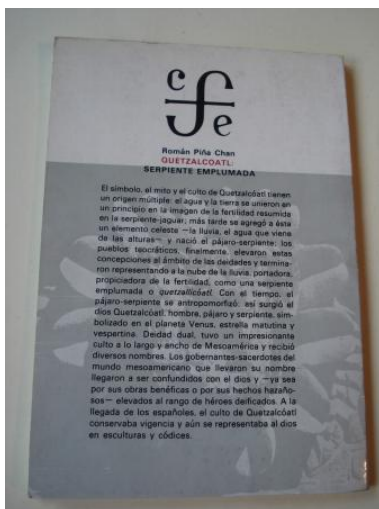 c f e
Román Piña Chan
QUETZALCOATL:
SERPIENTE EMPLUMADA
El símbolo, el mito y el culto de Quetzalcóatl tienen
un origen múltiple: el agua y la tierra se unieron en
un principio en la imagen de la fertilidad resumida
en la serpiente-jaguar; más tarde se agregó a ésta
un elemento celeste —la lluvia, el agua que viene
de las alturas— y nació el pájaro-serpiente; los
pueblos teocráticos, finalmente, elevaron estas
concepciones al ámbito de las deidades y termina-
ron representando a la nube de la lluvia, portadora,
propiciadora de la fertilidad, como una serpiente
emplumada o quetzallicóatl. Con el tiempo, el
pájaro-serpiente se antropomorfizó: así surgió el
dios Quetzalcóatl, hombre, pájaro y serpiente, sim-
bolizado en el planeta Venus, estrella matutina y
vespertina. Deidad dual, tuvo un impresionante
culto a lo largo y ancho de Mesoamérica y recibió
diversos nombres. Los gobernantes-sacerdotes del
mundo mesoamericano que llevaron su nombre
llegaron a ser confundidos con el dios y —ya sea
por sus obras benéficas o por sus hechos hazaño-
sos— elevados al rango de héroes deificados. A la
llegada de los españoles, el culto de Quetzalcóatl
conservaba vigencia y aún se representaba al dios
en esculturas y códices.